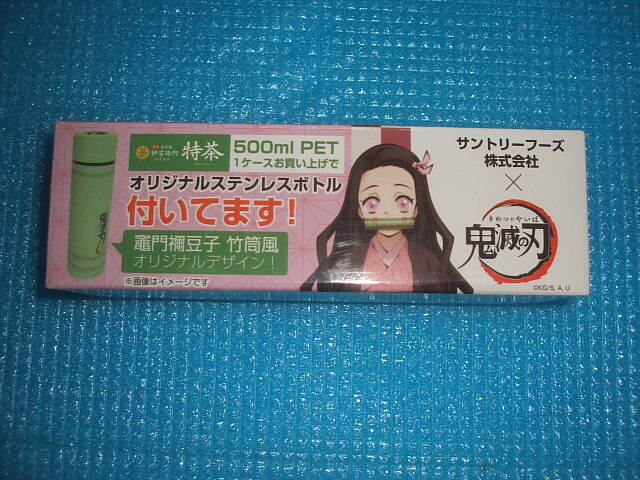 伊右衛門 特茶
500ml PET
1ケースお買い上げで
オリジナルステンレスボトル
付いてます!
竈門禰豆子 竹筒風
オリジナルデザイン!
※画像はイメージです
サントリーフーズ
株式会社
×
きめつのやいば
鬼滅の刃
©KG/S, A, U